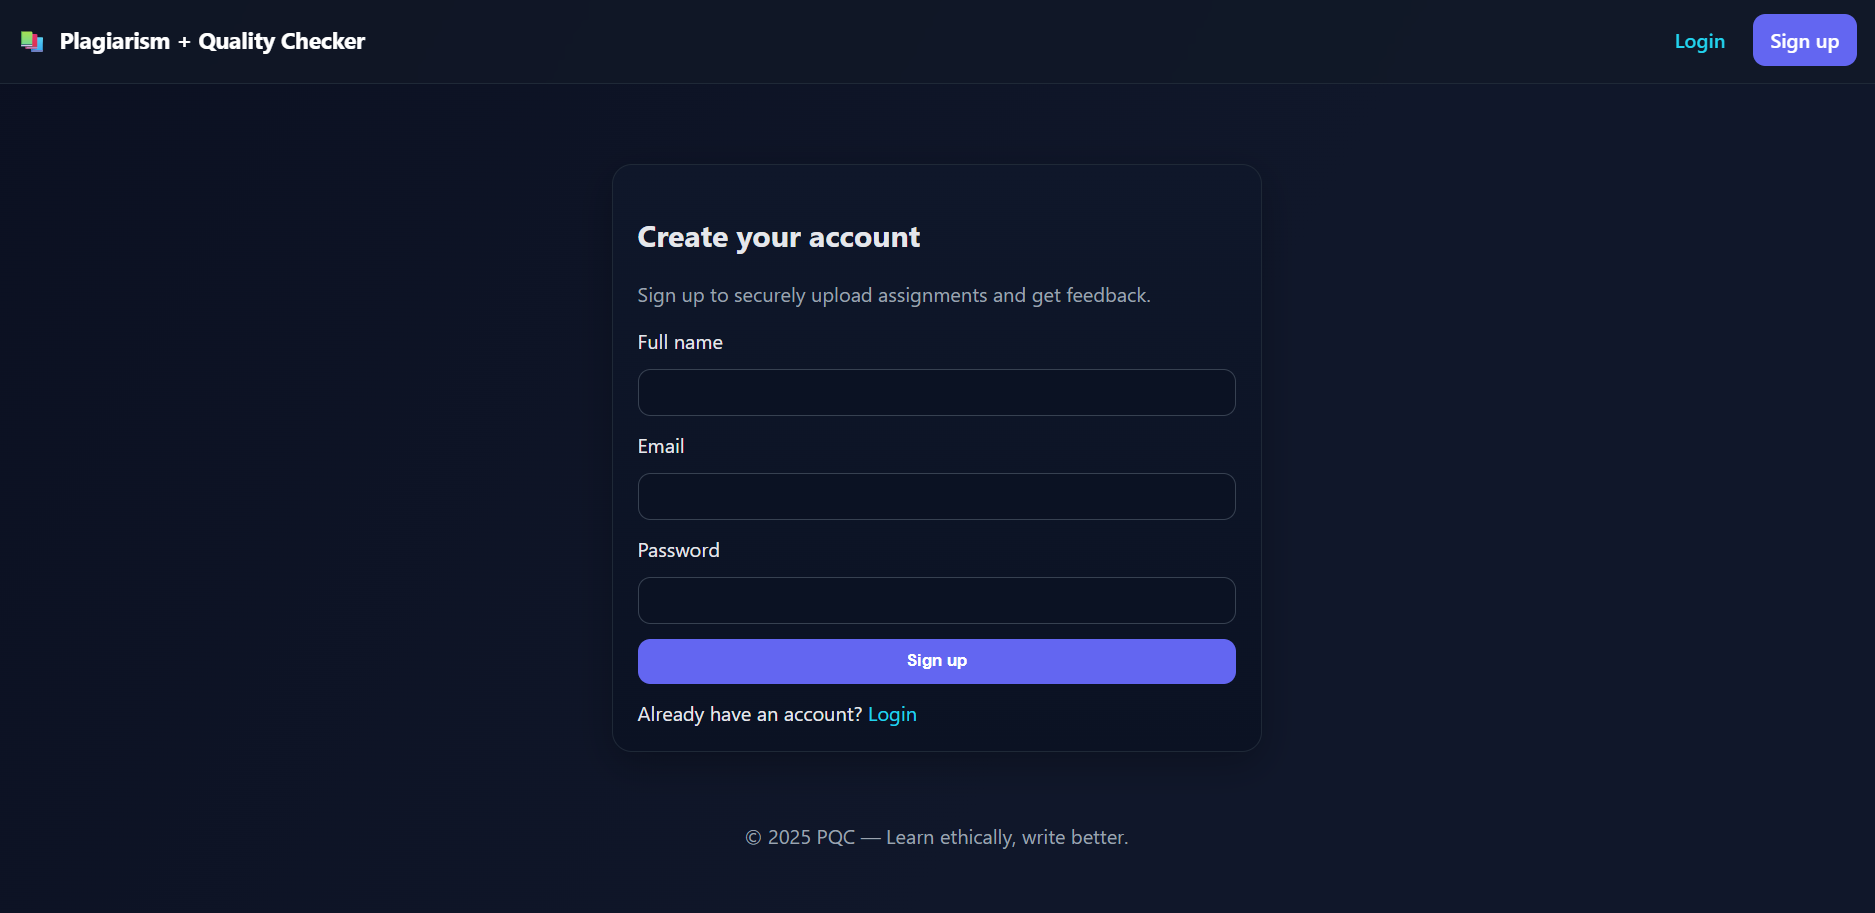 Plagiarism + Quality Checker
Login
Sign up
Create your account
Sign up to securely upload assignments and get feedback.
Full name
Email
Password
Sign up
Already have an account? Login
© 2025 PQC — Learn ethically, write better.